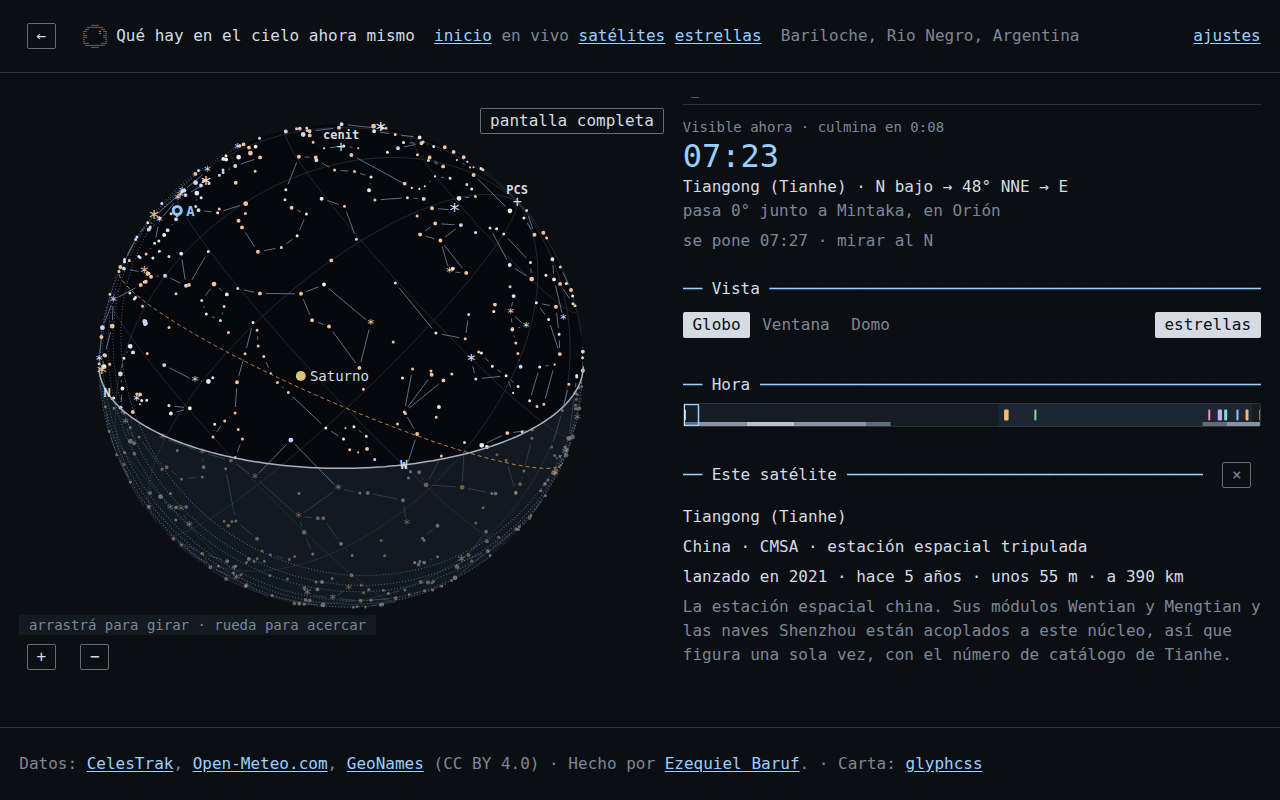 ← Qué hay en el cielo ahora mismo inicio en vivo satélites estrellas Bariloche, Rio Negro, Argentina ajustes
pantalla completa
cenit
PCS
A
Saturno
N
W
arrastrá para girar · rueda para acercar
+ −
Visible ahora · culmina en 0:08
07:23
Tiangong (Tianhe) · N bajo → 48° NNE → E
pasa 0° junto a Mintaka, en Orión
se pone 07:27 · mirar al N
Vista
Globo Ventana Domo estrellas
Hora
Este satélite ×
Tiangong (Tianhe)
China · CMSA · estación espacial tripulada
lanzado en 2021 · hace 5 años · unos 55 m · a 390 km
La estación espacial china. Sus módulos Wentian y Mengtian y
las naves Shenzhou están acoplados a este núcleo, así que
figura una sola vez, con el número de catálogo de Tianhe.
Datos: CelesTrak, Open-Meteo.com, GeoNames (CC BY 4.0) · Hecho por Ezequiel Baruf. · Carta: glyphcss